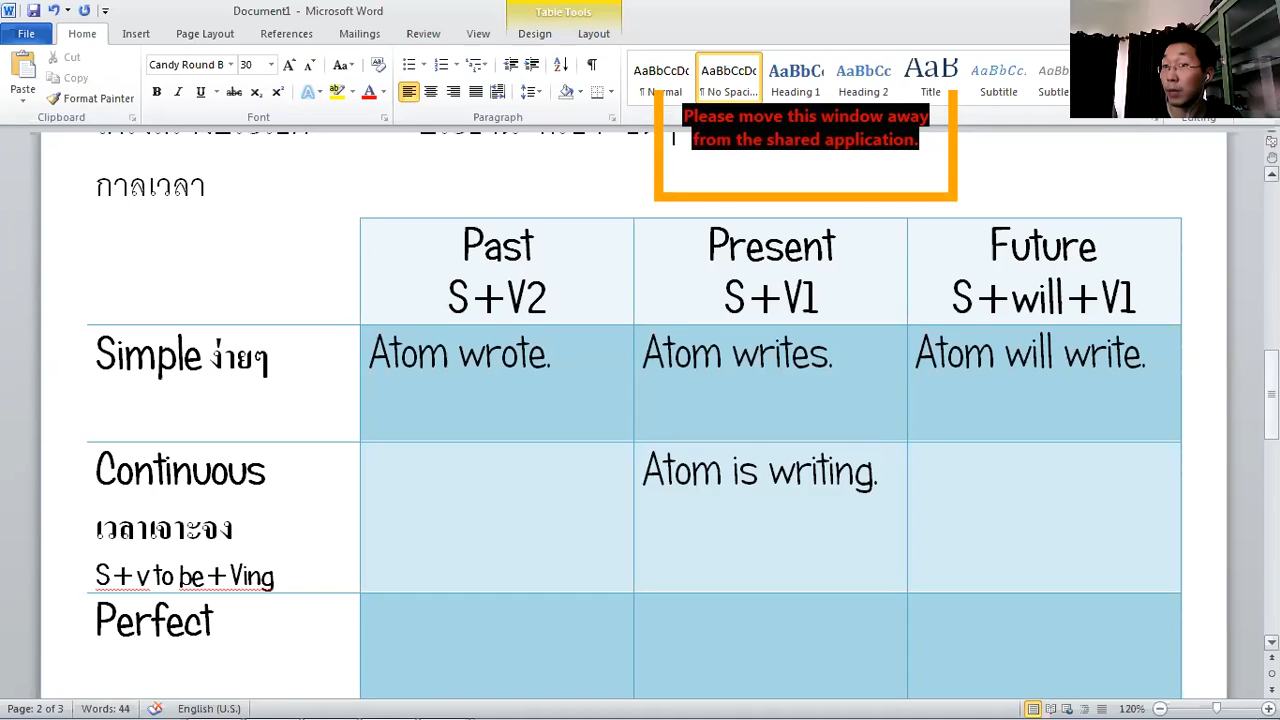 Document1 - Microsoft Word
Table Tools
File Home Insert Page Layout References Mailings Review View Design Layout
Cut
Copy
Format Painter
Paste
Candy Round B 30
AaBbCcDc AaBbCcDc AaBbCc AaBbCc AaB AaBbCc.
¶ Normal ¶ No Spaci... Heading 1 Heading 2 Title Subtitle
Clipboard Font Paragraph
Please move this window away
from the shared application.
กาลเวลา
Past Present Future
S+V2 S+V1 S+will+V1
Simple ง่ายๆ Atom wrote. Atom writes. Atom will write.
Continuous Atom is writing.
เวลาเจาะจง
S+v to be+Ving
Perfect
Page: 2 of 3 Words: 44 English (U.S.) 120%